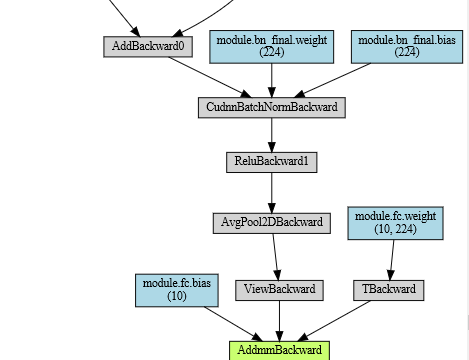 AddBackward0
module.bn_final.weight
(224)
module.bn_final.bias
(224)
CudnnBatchNormBackward
ReluBackward1
AvgPool2DBackward
module.fc.weight
(10, 224)
module.fc.bias
(10)
ViewBackward
TBackward
AddmmBackward